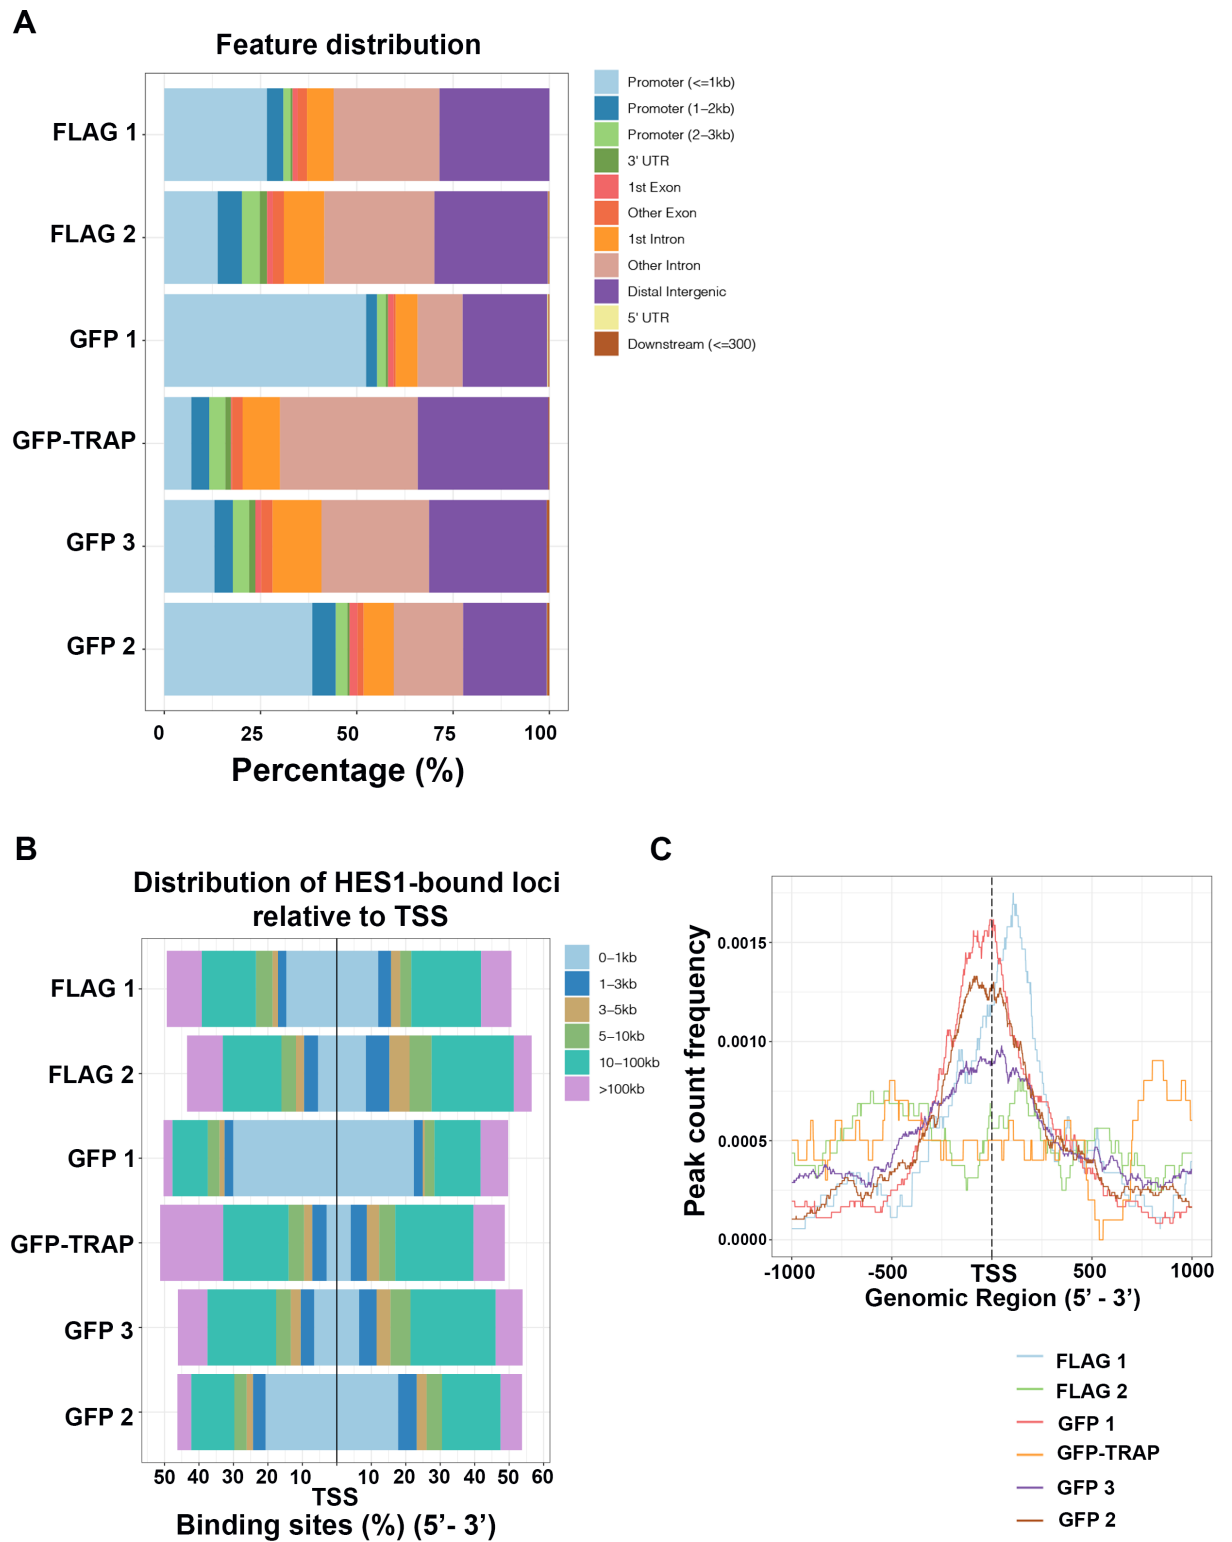 A
Feature distribution
FLAG 1
FLAG 2
GFP 1
GFP-TRAP
GFP 3
GFP 2
0 25 50 75 100
Percentage (%)
Promoter (<=1kb)
Promoter (1–2kb)
Promoter (2–3kb)
3' UTR
1st Exon
Other Exon
1st Intron
Other Intron
Distal Intergenic
5' UTR
Downstream (<=300)
B
Distribution of HES1-bound loci
relative to TSS
FLAG 1
FLAG 2
GFP 1
GFP-TRAP
GFP 3
GFP 2
50 40 30 20 10 10 20 30 40 50 60
TSS
Binding sites (%) (5’- 3’)
0–1kb
1–3kb
3–5kb
5–10kb
10–100kb
>100kb
C
Peak count frequency
0.0015
0.0010
0.0005
0.0000
-1000 -500 TSS 500 1000
Genomic Region (5’ - 3’)
FLAG 1
FLAG 2
GFP 1
GFP-TRAP
GFP 3
GFP 2